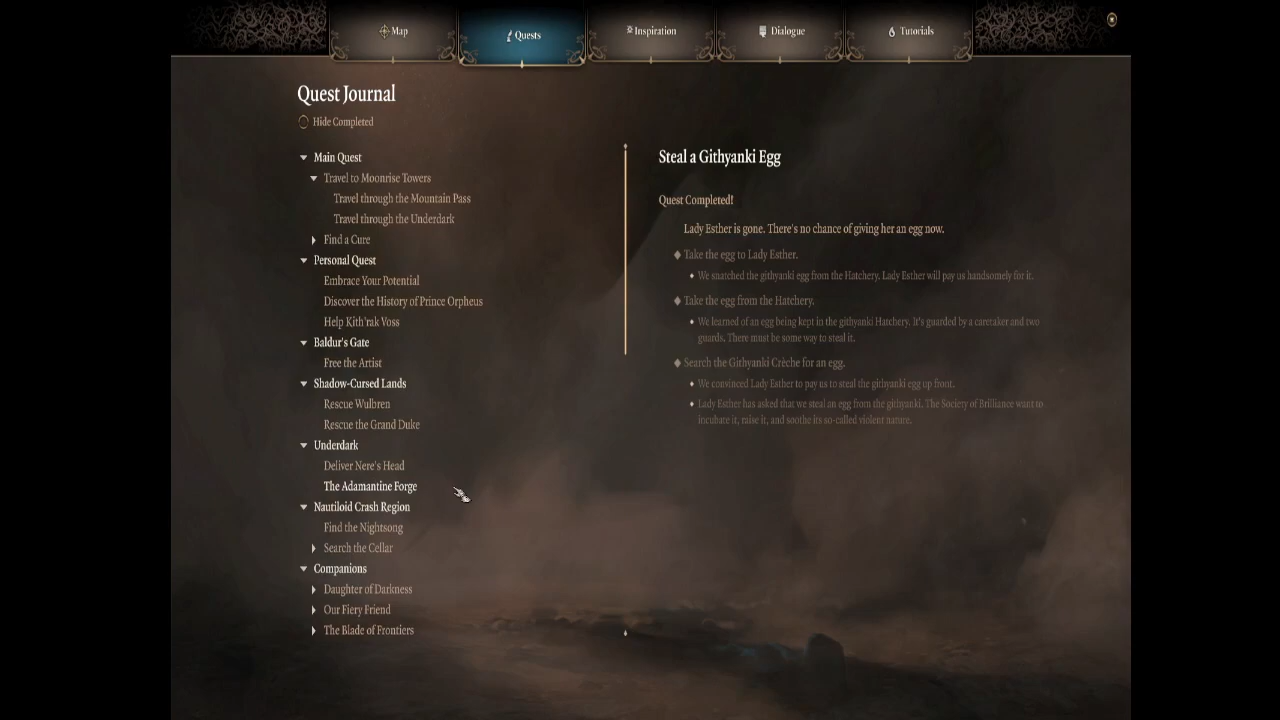 Map
Quests
Inspiration
Dialogue
Tutorials
Quest Journal
Hide Completed
Main Quest
Travel to Moonrise Towers
Travel through the Mountain Pass
Travel through the Underdark
Find a Cure
Personal Quest
Embrace Your Potential
Discover the History of Prince Orpheus
Help Kith'rak Voss
Baldur's Gate
Free the Artist
Shadow-Cursed Lands
Rescue Wulbren
Rescue the Grand Duke
Underdark
Deliver Nere's Head
The Adamantine Forge
Nautiloid Crash Region
Find the Nightsong
Search the Cellar
Companions
Daughter of Darkness
Our Fiery Friend
The Blade of Frontiers
Steal a Githyanki Egg
Quest Completed!
Lady Esther is gone. There's no chance of giving her an egg now.
Take the egg to Lady Esther.
We snatched the githyanki egg from the Hatchery. Lady Esther will pay us handsomely for it.
Take the egg from the Hatchery.
We learned of an egg being kept in the githyanki Hatchery. It's guarded by a caretaker and two
guards. There must be some way to steal it.
Search the Githyanki Crèche for an egg.
We convinced Lady Esther to pay us to steal the githyanki egg up front.
Lady Esther has asked that we steal an egg from the githyanki. The Society of Brilliance want to
incubate it, raise it, and soothe its so-called violent nature.